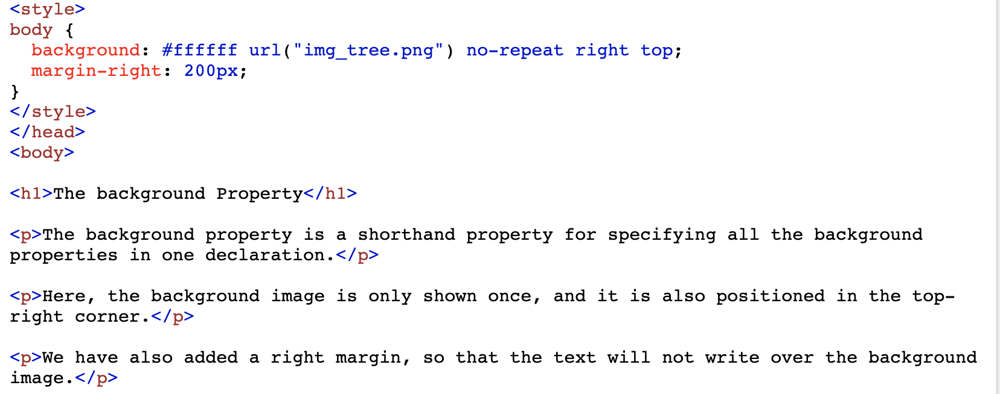 <style>
body {
  background: #ffffff url("img_tree.png") no-repeat right top;
  margin-right: 200px;
}
</style>
</head>
<body>
<h1>The background Property</h1>
<p>The background property is a shorthand property for specifying all the background
properties in one declaration.</p>
<p>Here, the background image is only shown once, and it is also positioned in the top-
right corner.</p>
<p>We have also added a right margin, so that the text will not write over the background
image.</p>